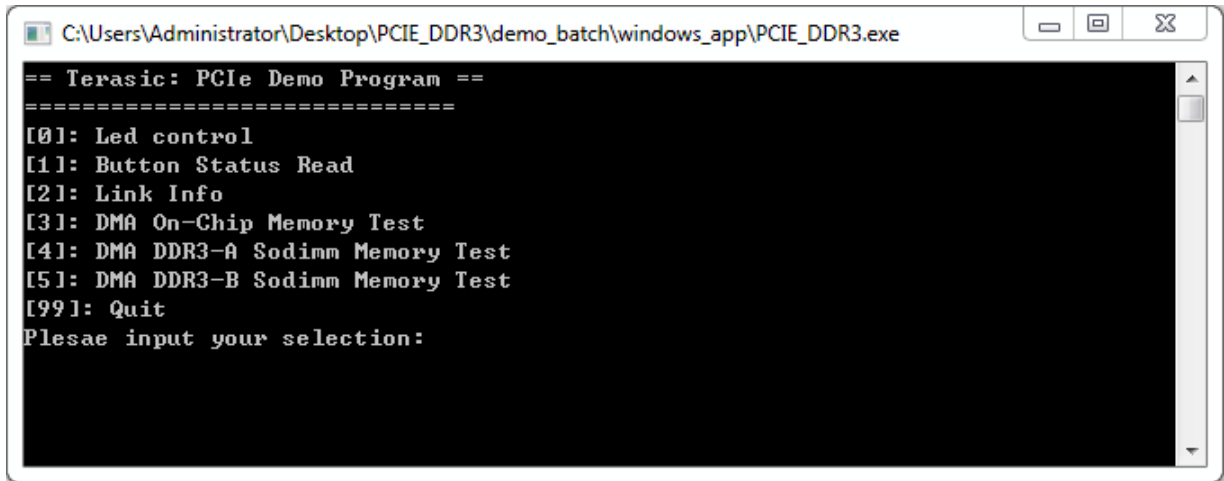 C:\Users\Administrator\Desktop\PCIE_DDR3\demo_batch\windows_app\PCIE_DDR3.exe
== Terasic: PCIe Demo Program ==
==============================
[0]: Led control
[1]: Button Status Read
[2]: Link Info
[3]: DMA On-Chip Memory Test
[4]: DMA DDR3-A Sodimm Memory Test
[5]: DMA DDR3-B Sodimm Memory Test
[99]: Quit
Plesae input your selection: